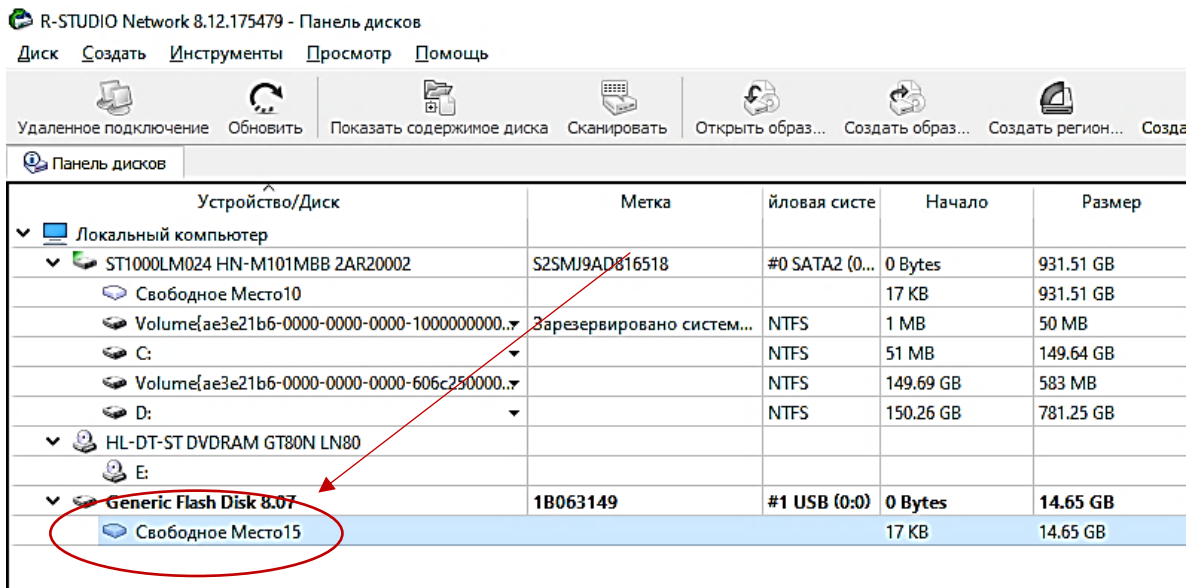 R-STUDIO Network 8.12.175479 - Панель дисков
Диск Создать Инструменты Просмотр Помощь
Удаленное подключение Обновить Показать содержимое диска Сканировать Открыть образ... Создать образ... Создать регион... Созда
Панель дисков
Устройство/Диск Метка йловая систе Начало Размер
Локальный компьютер
ST1000LM024 HN-M101MBB 2AR20002 S2SMJ9AD816518 #0 SATA2 (0... 0 Bytes 931.51 GB
Свободное Место10 17 KB 931.51 GB
Volume{ae3e21b6-0000-0000-0000-1000000000.. Зарезервировано систем... NTFS 1 MB 50 MB
C: NTFS 51 MB 149.64 GB
Volume{ae3e21b6-0000-0000-0000-606c250000.. NTFS 149.69 GB 583 MB
D: NTFS 150.26 GB 781.25 GB
HL-DT-ST DVDRAM GT80N LN80
E:
Generic Flash Disk 8.07 1B063149 #1 USB (0:0) 0 Bytes 14.65 GB
Свободное Место15 17 KB 14.65 GB